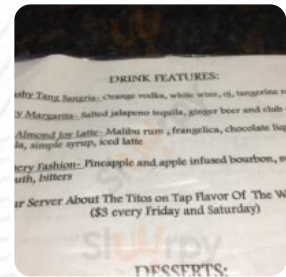 DRINK FEATURES:
Tang Sangria- Orange vodka, white wine, oj, tangerine
Margarita- Salted jalapeno tequila, ginger beer and club
Almond Joy Latte- Malibu rum , frangelica, chocolate
simple syrup, iced latte
Fashion- Pineapple and apple infused bourbon,
bitters
Server About The Titos on Tap Flavor Of The
($3 every Friday and Saturday)
Slurrpy
DESSERTS: